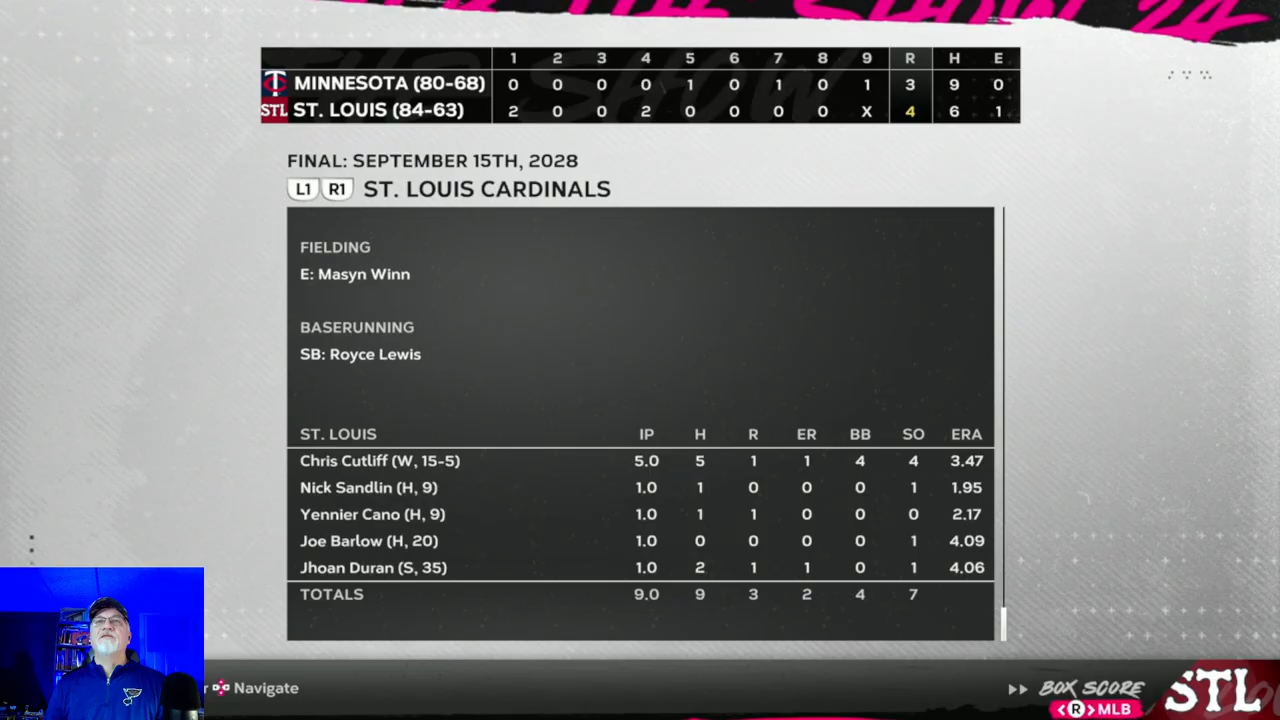 THE SHOW 24
1 2 3 4 5 6 7 8 9 R H E
MINNESOTA (80-68) 0 0 0 0 1 0 1 0 1 3 9 0
STL ST. LOUIS (84-63) 2 0 0 2 0 0 0 0 X 4 6 1
FINAL: SEPTEMBER 15TH, 2028
L1 R1 ST. LOUIS CARDINALS
FIELDING
E: Masyn Winn
BASERUNNING
SB: Royce Lewis
ST. LOUIS IP H R ER BB SO ERA
Chris Cutliff (W, 15-5) 5.0 5 1 1 4 4 3.47
Nick Sandlin (H, 9) 1.0 1 0 0 0 1 1.95
Yennier Cano (H, 9) 1.0 1 1 0 0 0 2.17
Joe Barlow (H, 20) 1.0 0 0 0 0 1 4.09
Jhoan Duran (S, 35) 1.0 2 1 1 0 1 4.06
TOTALS 9.0 9 3 2 4 7
Navigate
BOX SCORE
R MLB
STL